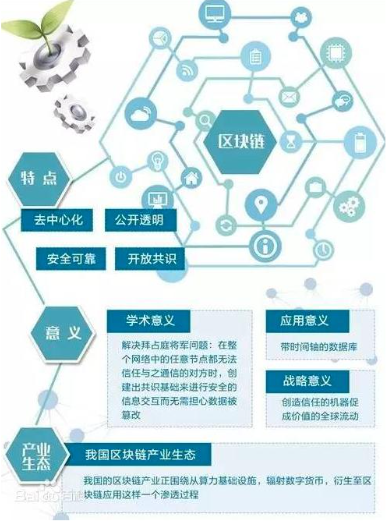 区块链
特点
去中心化
公开透明
安全可靠
开放共识
意义
学术意义
解决拜占庭将军问题：在整
个网络中的任意节点都无法
信任与之通信的对方时，创
建出共识基础来进行安全的
信息交互而无需担心数据被
篡改
应用意义
带时间轴的数据库
战略意义
创造信任的机器促
成价值的全球流动
产业
生态
我国区块链产业生态
我国的区块链产业正围绕从算力基础设施，辐射数字货币，衍生至区
块链应用这样一个渗透过程